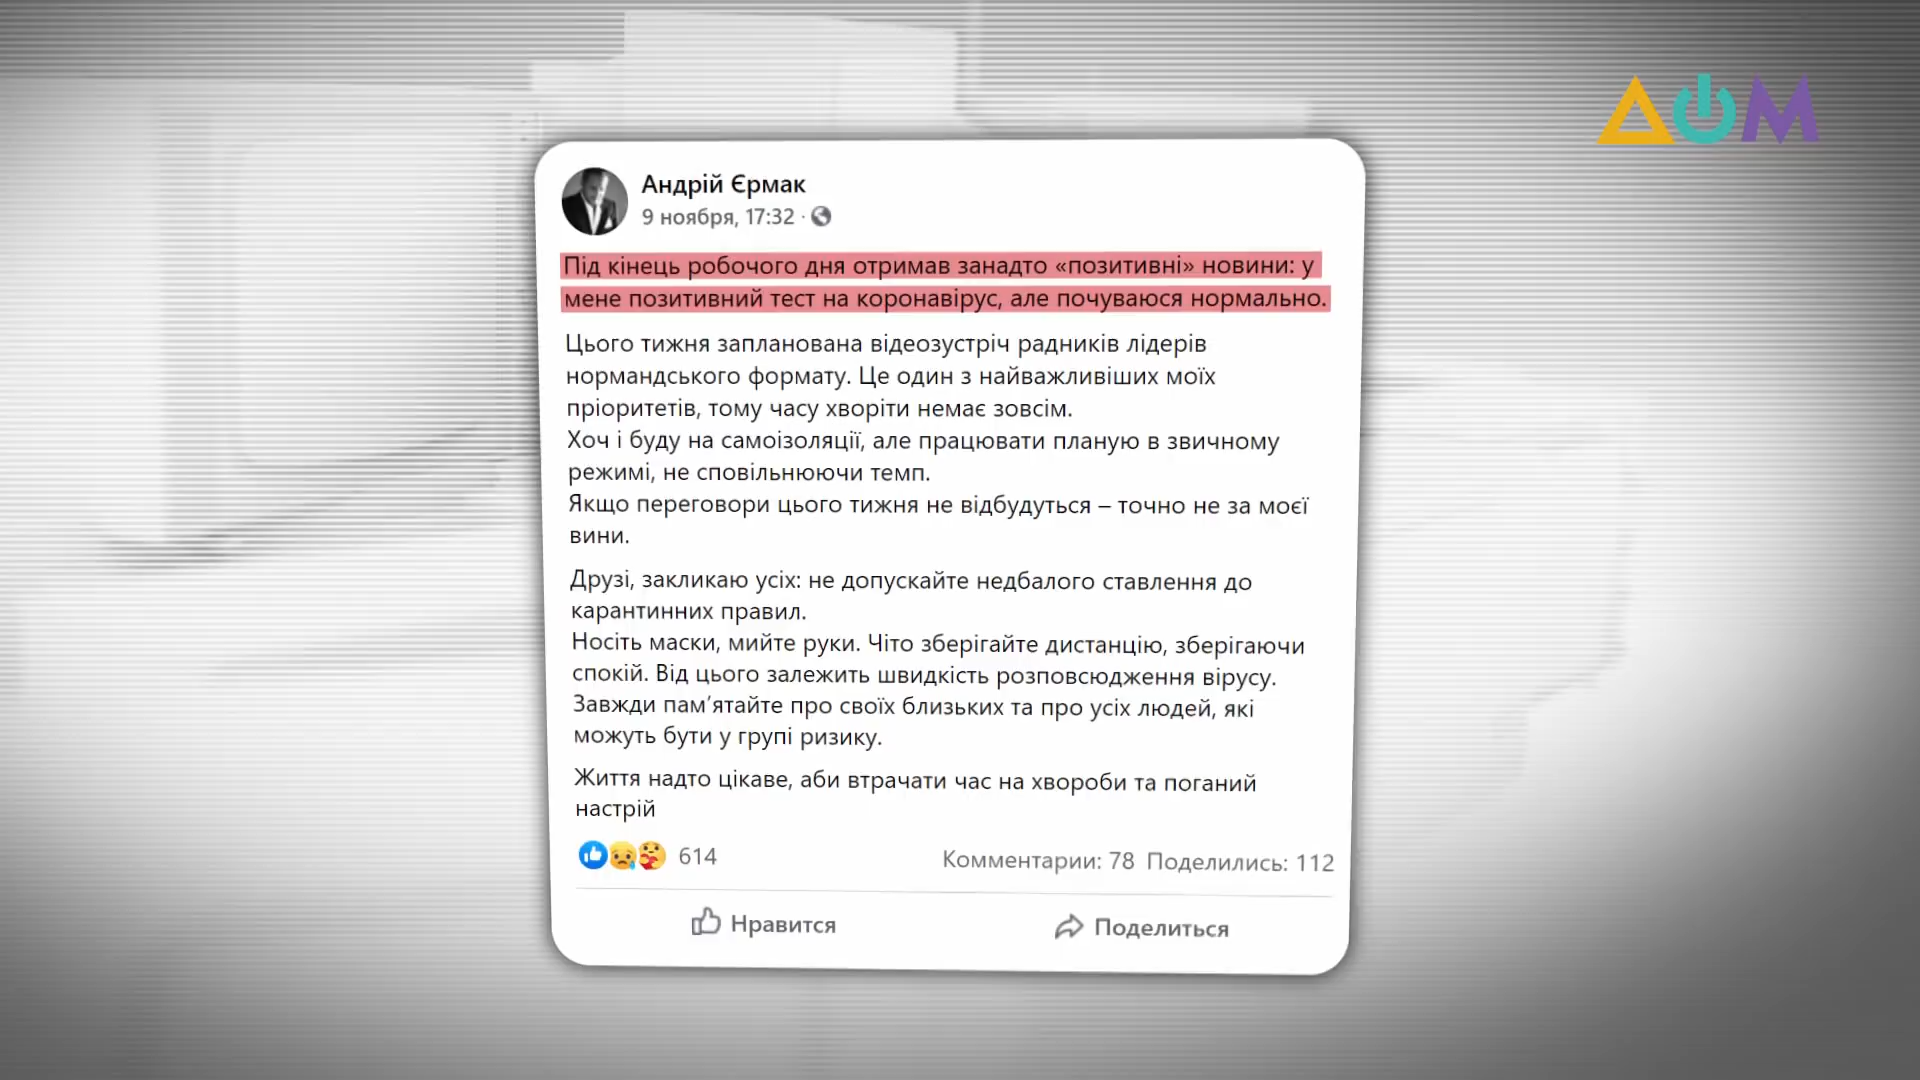 ДОМ
Андрій Єрмак
9 ноября, 17:32 ·
Під кінець робочого дня отримав занадто «позитивні» новини: у
мене позитивний тест на коронавірус, але почуваюся нормально.
Цього тижня запланована відеозустріч радників лідерів
нормандського формату. Це один з найважливіших моїх
пріоритетів, тому часу хворіти немає зовсім.
Хоч і буду на самоізоляції, але працювати планую в звичному
режимі, не сповільнюючи темп.
Якщо переговори цього тижня не відбудуться – точно не за моєї
вини.
Друзі, закликаю усіх: не допускайте недбалого ставлення до
карантинних правил.
Носіть маски, мийте руки. Чіто зберігайте дистанцію, зберігаючи
спокій. Від цього залежить швидкість розповсюдження вірусу.
Завжди пам’ятайте про своїх близьких та про усіх людей, які
можуть бути у групі ризику.
Життя надто цікаве, аби втрачати час на хвороби та поганий
настрій
614 Комментарии: 78 Поделились: 112
Нравится Поделиться